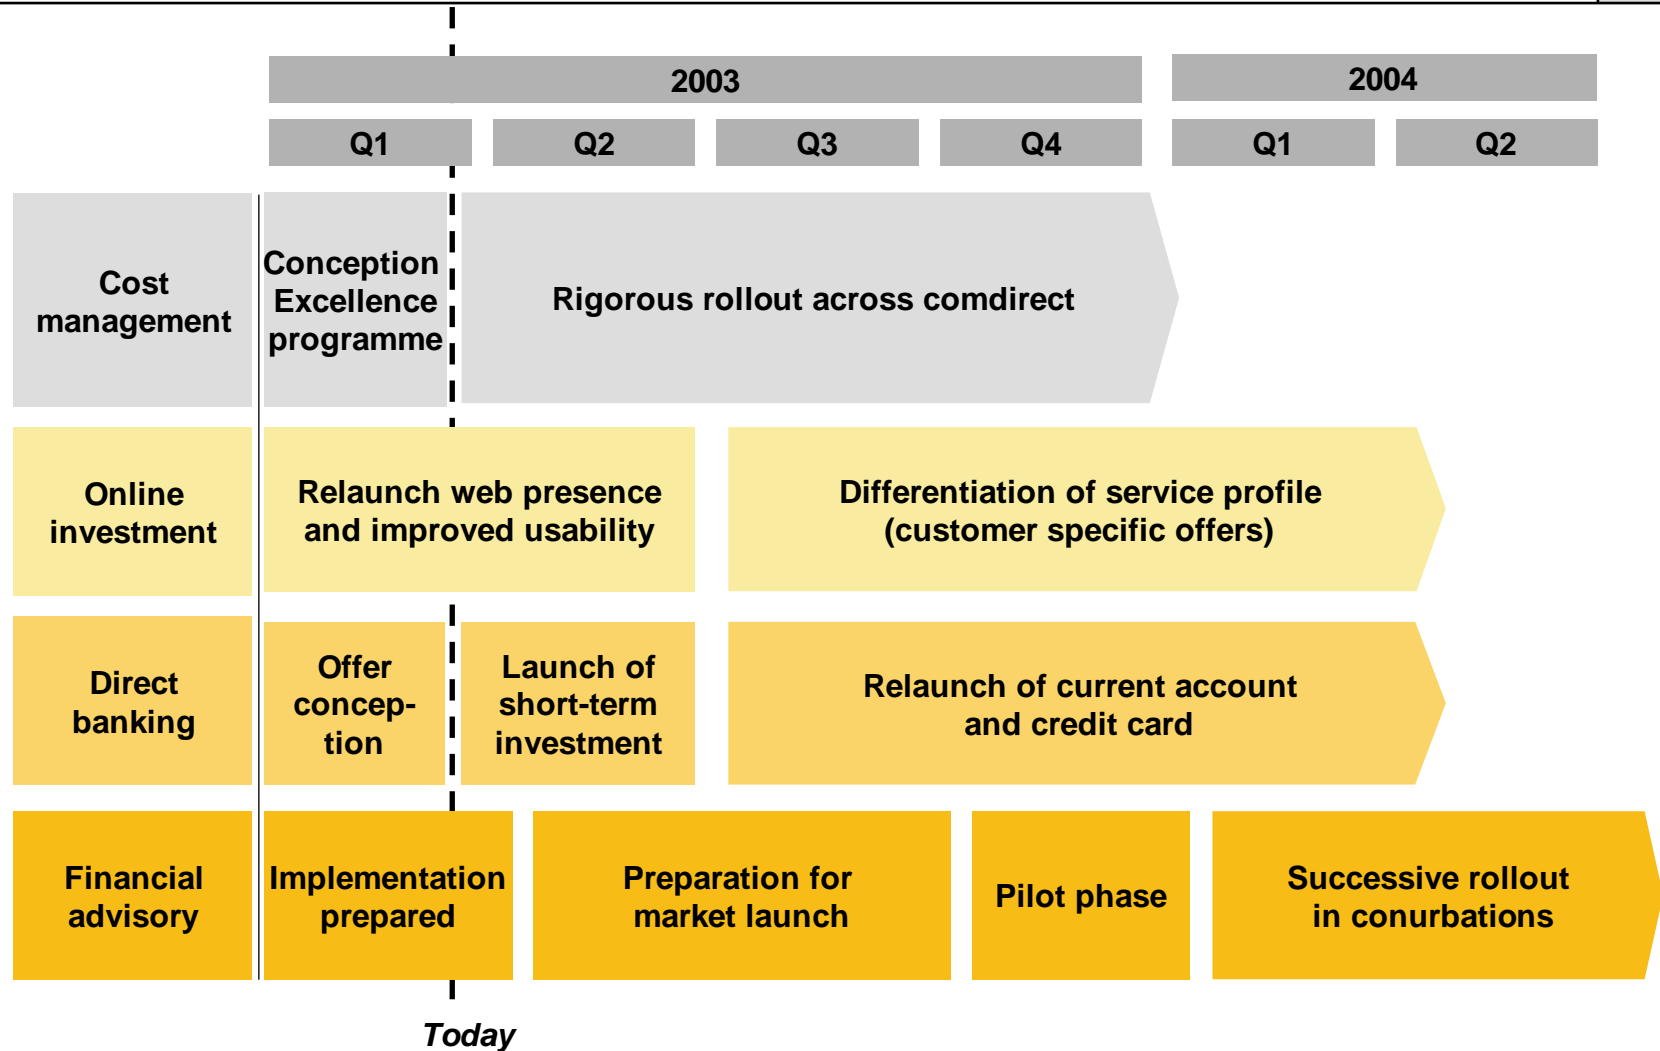 2003
2004
Q1
Q2
Q3
Q4
Q1
Q2
Cost
management
Conception
Excellence
programme
Rigorous rollout across comdirect
Online
investment
Relaunch web presence
and improved usability
Differentiation of service profile
(customer specific offers)
Direct
banking
Offer
concep-
tion
Launch of
short-term
investment
Relaunch of current account
and credit card
Financial
advisory
Implementation
prepared
Preparation for
market launch
Pilot phase
Successive rollout
in conurbations
Today